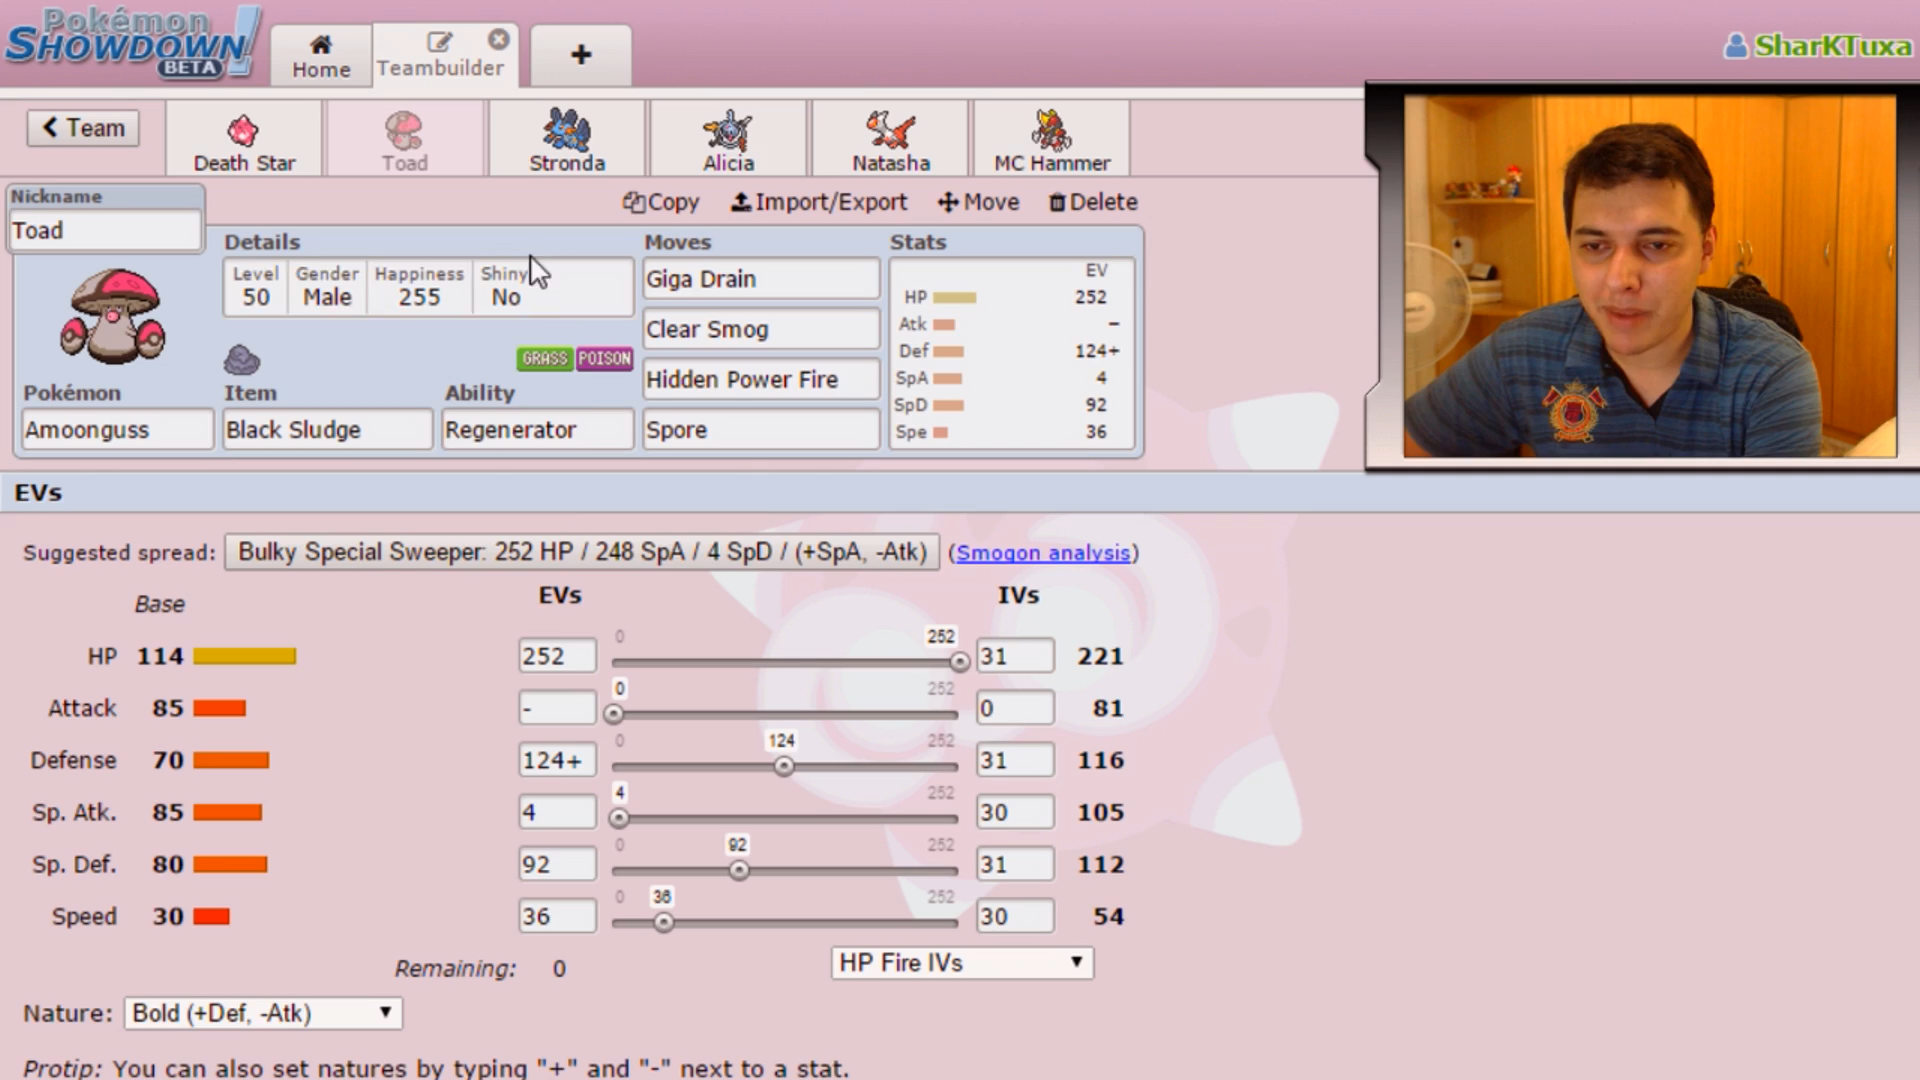 Pokémon
SHOWDOWN!
BETA
Home
Teambuilder
+
SharKTuxa
Team
Death Star
Toad
Stronda
Alicia
Natasha
MC Hammer
Nickname
Toad
Copy Import/Export Move Delete
Details
Level Gender Happiness Shiny
50 Male 255 No
GRASS POISON
Pokémon Item Ability
Amoonguss Black Sludge Regenerator
Moves
Giga Drain
Clear Smog
Hidden Power Fire
Spore
Stats
EV
HP 252
Atk –
Def 124+
SpA 4
SpD 92
Spe 36
EVs
Suggested spread: Bulky Special Sweeper: 252 HP / 248 SpA / 4 SpD / (+SpA, -Atk) (Smogon analysis)
Base EVs IVs
0 252
HP 114 252 31 221
0 252
Attack 85 - 0 81
0 124 252
Defense 70 124+ 31 116
4 252
Sp. Atk. 85 4 30 105
0 92 252
Sp. Def. 80 92 31 112
0 36 252
Speed 30 36 30 54
Remaining: 0 HP Fire IVs
Nature: Bold (+Def, -Atk)
Protip: You can also set natures by typing "+" and "-" next to a stat.